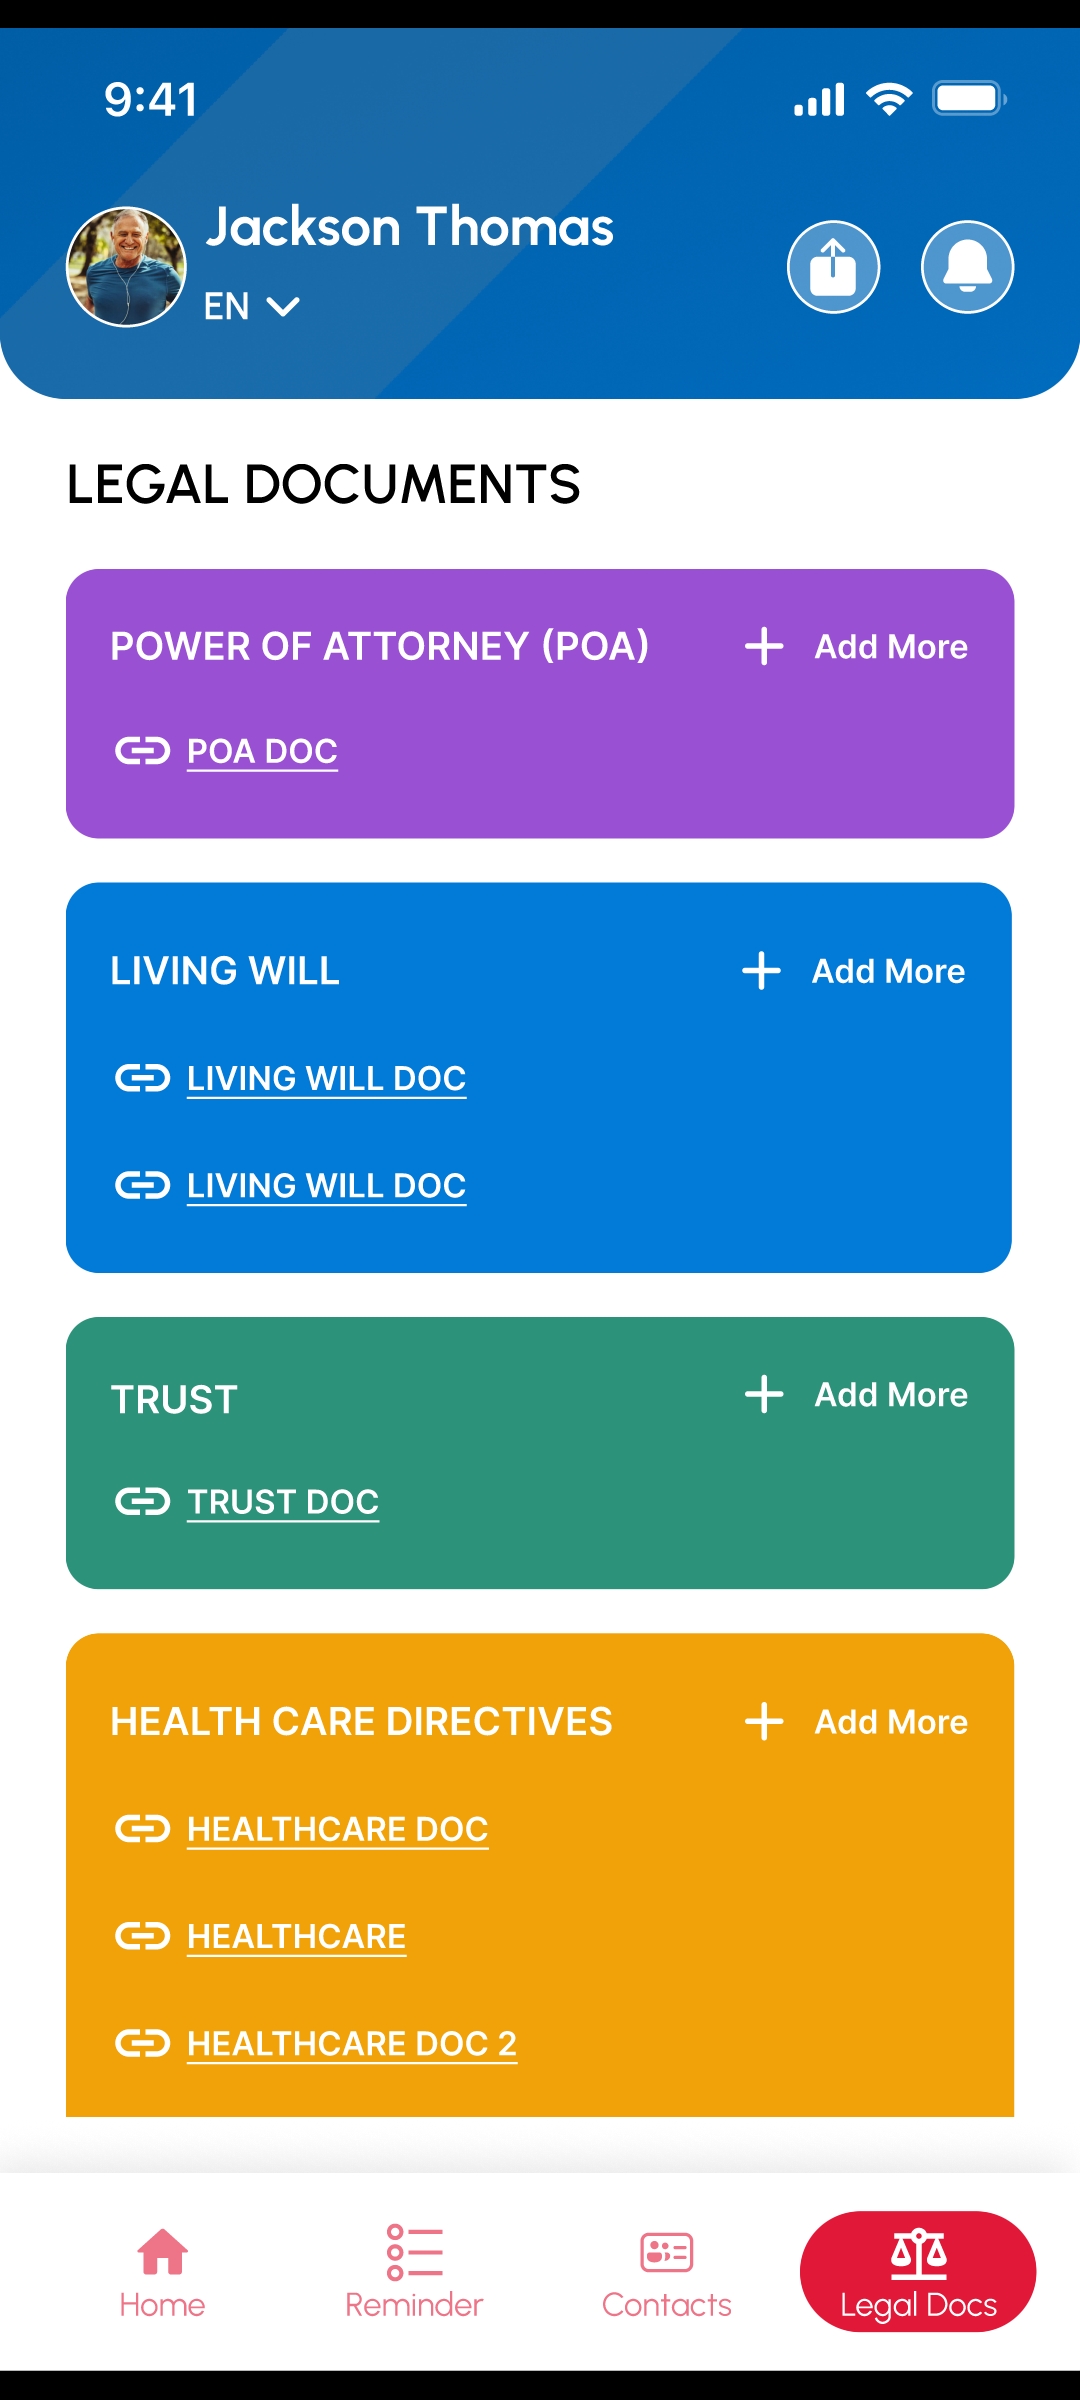 9:41
Jackson Thomas
EN
LEGAL DOCUMENTS
POWER OF ATTORNEY (POA)
Add More
POA DOC
LIVING WILL
Add More
LIVING WILL DOC
LIVING WILL DOC
TRUST
Add More
TRUST DOC
HEALTH CARE DIRECTIVES
Add More
HEALTHCARE DOC
HEALTHCARE
HEALTHCARE DOC 2
Home
Reminder
Contacts
Legal Docs